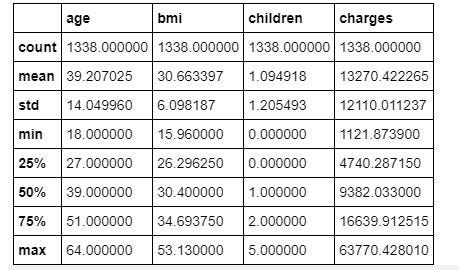 age bmi children charges
count 1338.000000 1338.000000 1338.000000 1338.000000
mean 39.207025 30.663397 1.094918 13270.422265
std 14.049960 6.098187 1.205493 12110.011237
min 18.000000 15.960000 0.000000 1121.873900
25% 27.000000 26.296250 0.000000 4740.287150
50% 39.000000 30.400000 1.000000 9382.033000
75% 51.000000 34.693750 2.000000 16639.912515
max 64.000000 53.130000 5.000000 63770.428010